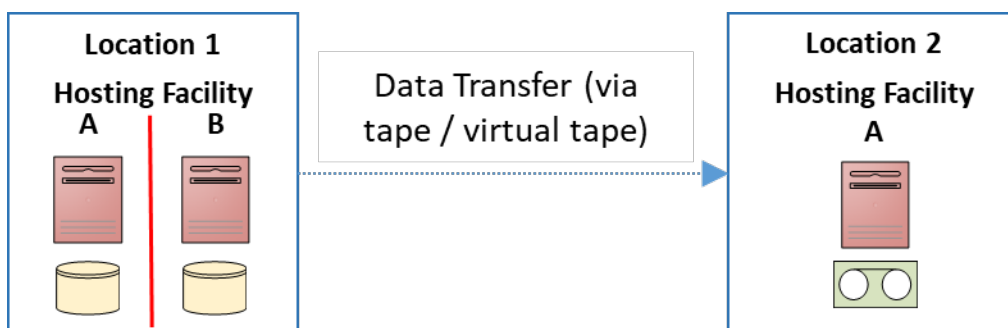 Location 1
Hosting Facility
A B
Data Transfer (via
tape / virtual tape)
Location 2
Hosting Facility
A